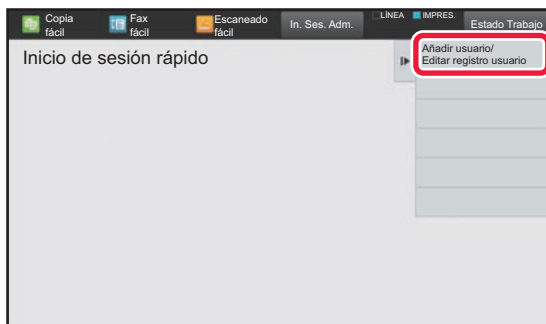 Copia
fácil
Fax
fácil
Escaneado
fácil
In. Ses. Adm.
LÍNEA
IMPRES.
Estado Trabajo
Inicio de sesión rápido
Añadir usuario/
Editar registro usuario